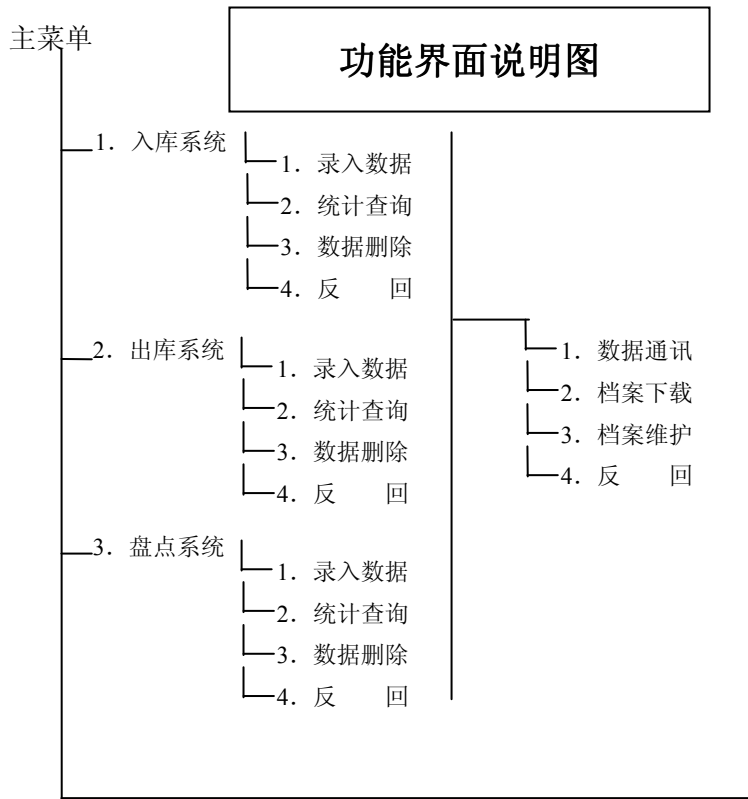 主菜单
功能界面说明图
1．入库系统
1．录入数据
2．统计查询
3．数据删除
4．反 回
2．出库系统
1．录入数据
2．统计查询
3．数据删除
4．反 回
3．盘点系统
1．录入数据
2．统计查询
3．数据删除
4．反 回
1．数据通讯
2．档案下载
3．档案维护
4．反 回